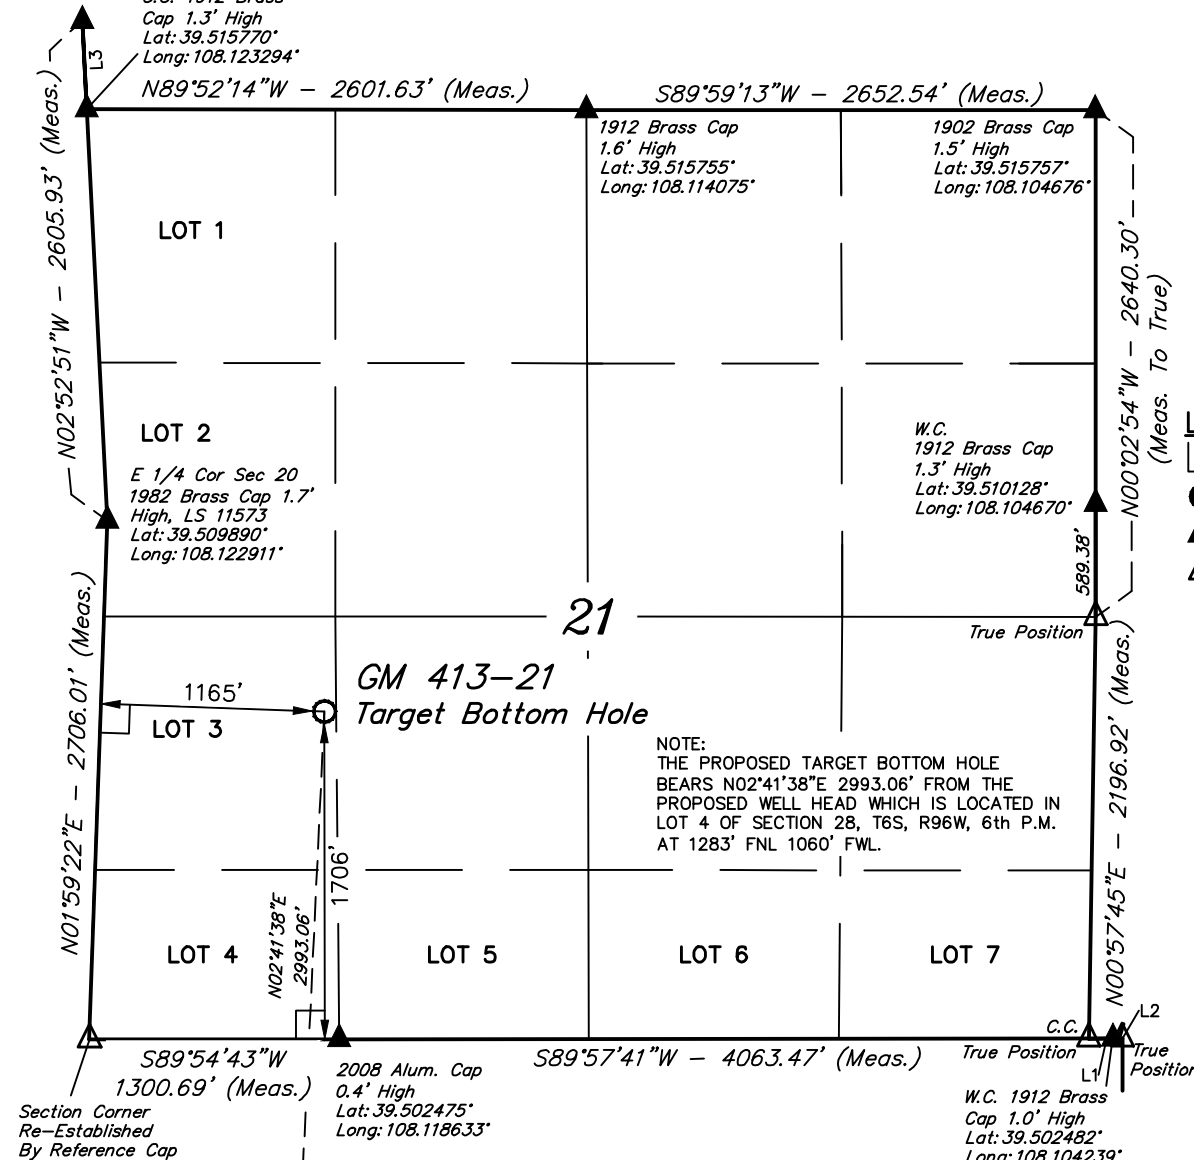 Cap 1.3' High
Lat: 39.515770°
Long: 108.123294°
L3
N89°52'14"W - 2601.63' (Meas.)
S89°59'13"W - 2652.54' (Meas.)
1912 Brass Cap
1.6' High
Lat: 39.515755°
Long: 108.114075°
1902 Brass Cap
1.5' High
Lat: 39.515757°
Long: 108.104676°
N02°52'51"W - 2605.93' (Meas.)
LOT 1
N00°02'54"W - 2640.30'
(Meas. To True)
LOT 2
E 1/4 Cor Sec 20
1982 Brass Cap 1.7'
High, LS 11573
Lat: 39.509890°
Long: 108.122911°
W.C.
1912 Brass Cap
1.3' High
Lat: 39.510128°
Long: 108.104670°
589.38'
21
True Position
GM 413-21
Target Bottom Hole
1165'
LOT 3
N01°59'22"E - 2706.01' (Meas.)
NOTE:
THE PROPOSED TARGET BOTTOM HOLE
BEARS N02°41'38"E 2993.06' FROM THE
PROPOSED WELL HEAD WHICH IS LOCATED IN
LOT 4 OF SECTION 28, T6S, R96W, 6th P.M.
AT 1283' FNL 1060' FWL.
N00°57'45"E - 2196.92' (Meas.)
1706'
N02°41'38"E
2993.06'
LOT 4
LOT 5
LOT 6
LOT 7
C.C.
L2
True Position
L1
True
Position
S89°54'43"W
1300.69' (Meas.)
S89°57'41"W - 4063.47' (Meas.)
2008 Alum. Cap
0.4' High
Lat: 39.502475°
Long: 108.118633°
W.C. 1912 Brass
Cap 1.0' High
Lat: 39.502482°
Long: 108.104239°
Section Corner
Re-Established
By Reference Cap